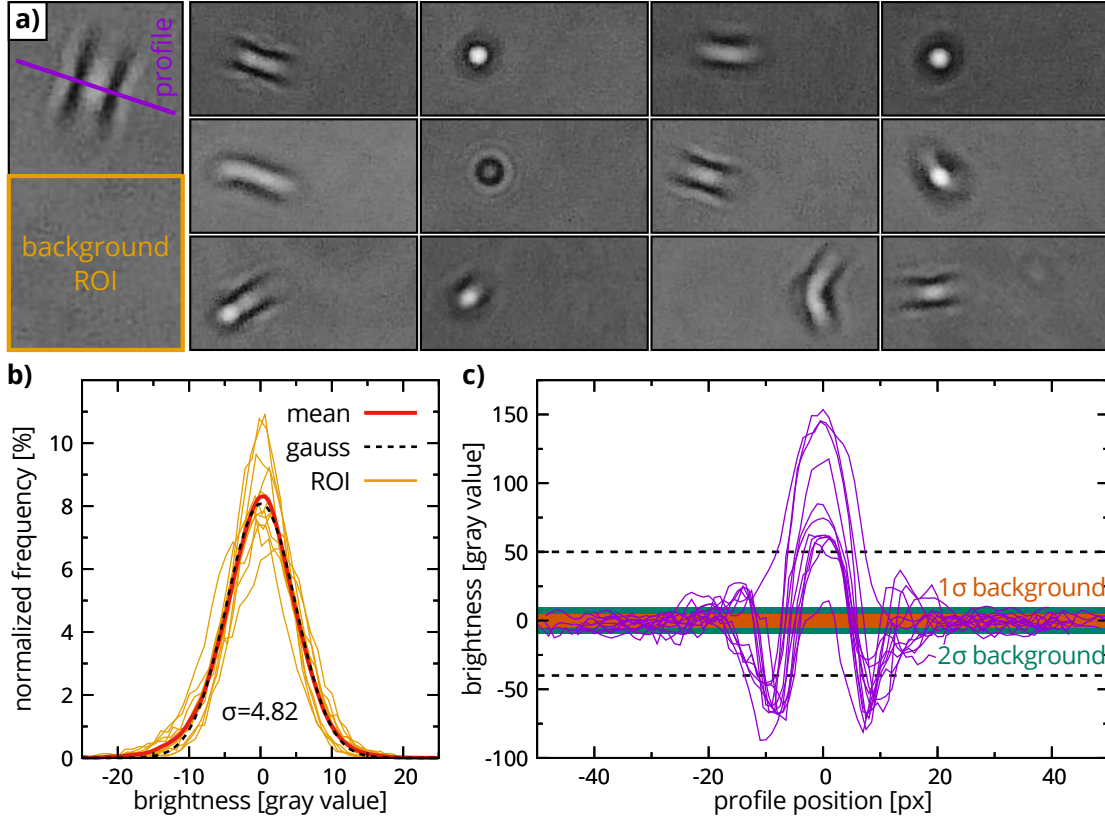 a)
profile
background
ROI
b)
normalized frequency [%]
10
8
6
4
2
0
mean
gauss
ROI
σ=4.82
-20 -10 0 10 20
brightness [gray value]
c)
brightness [gray value]
150
100
50
0
-50
-100
1σ background
2σ background
-40 -20 0 20 40
profile position [px]